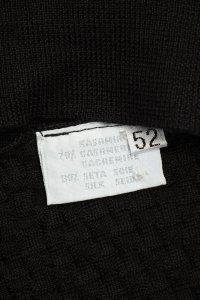 KASHMIR
70% CASHMERE
CACHEMIRE
30% SETA SOIE
SILK SEIDE
52